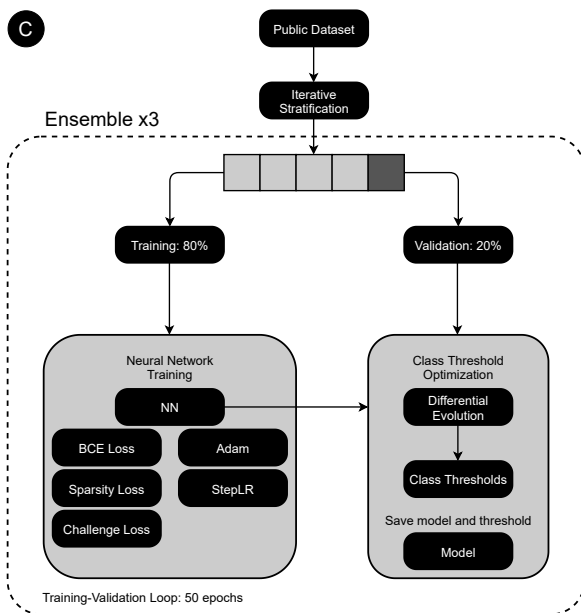 C
Public Dataset
Iterative
Stratification
Ensemble x3
Training: 80%
Validation: 20%
Neural Network
Training
NN
BCE Loss
Adam
Sparsity Loss
StepLR
Challenge Loss
Class Threshold
Optimization
Differential
Evolution
Class Thresholds
Save model and threshold
Model
Training-Validation Loop: 50 epochs